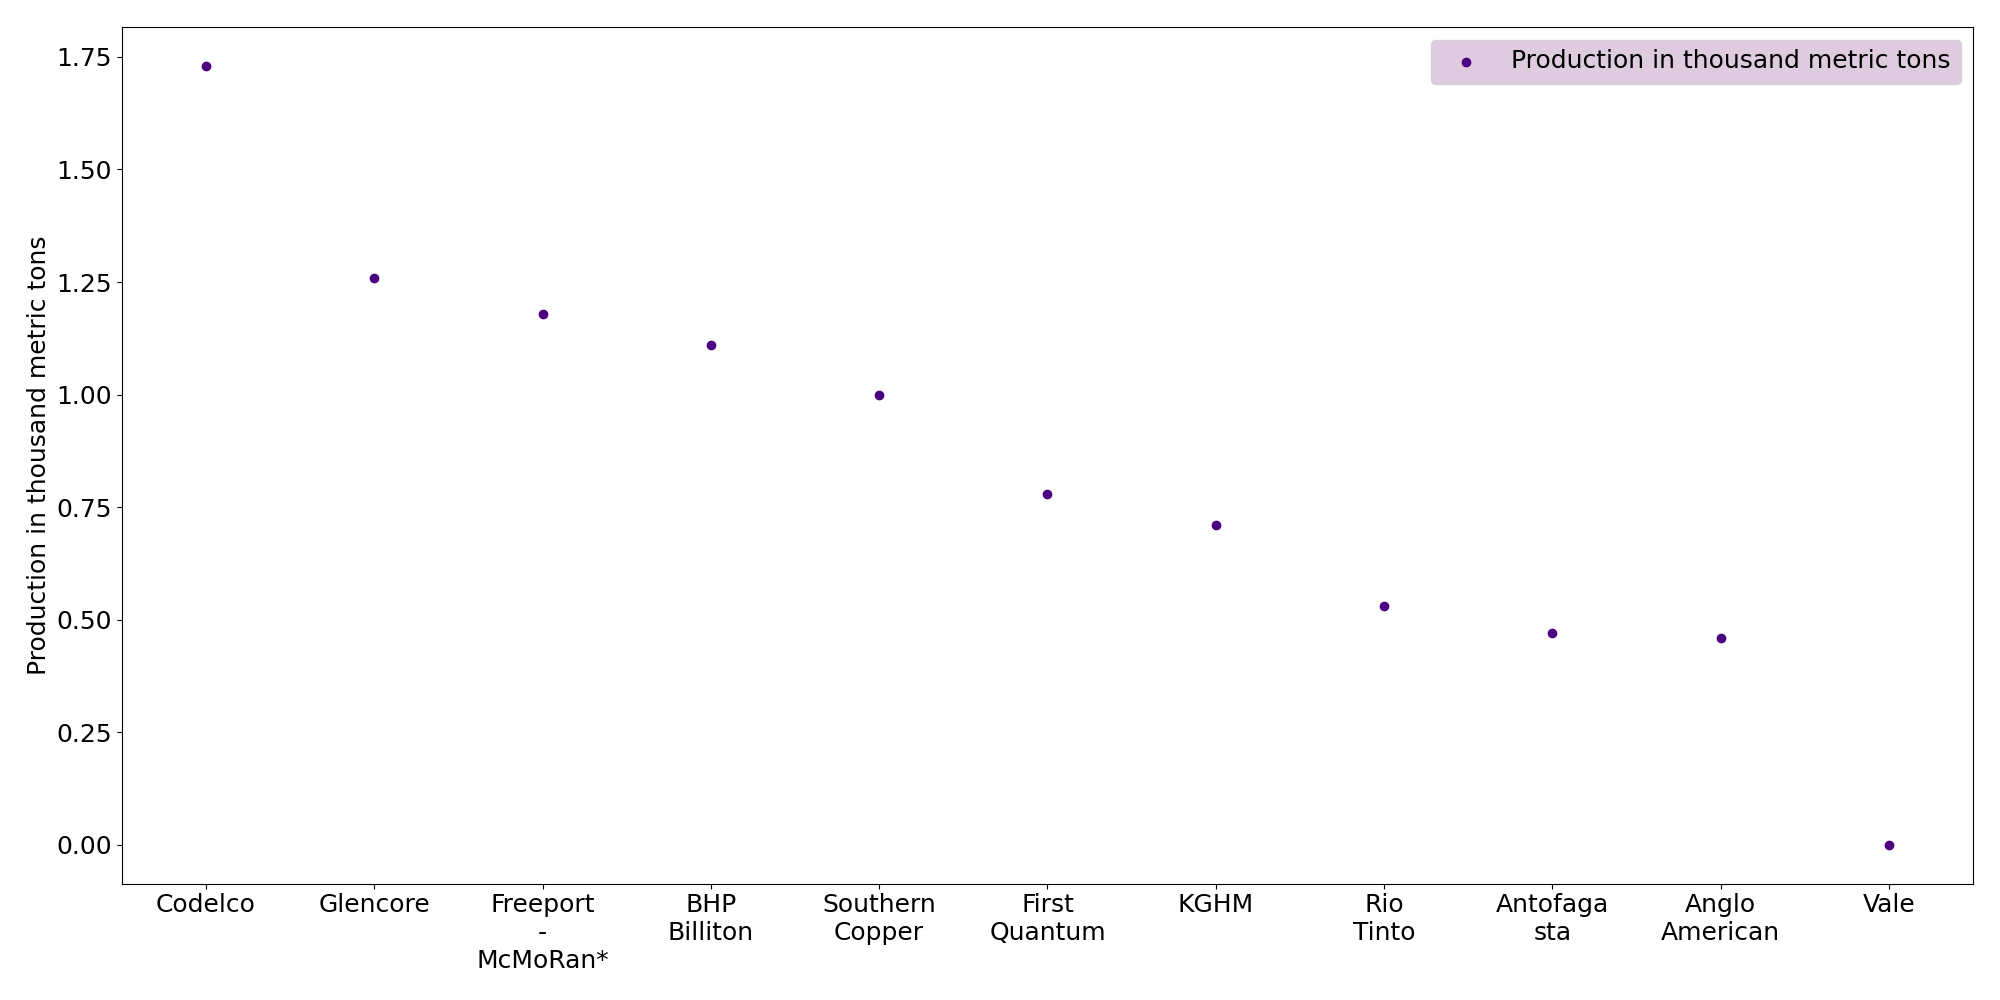 Production in thousand metric tons
Production in thousand metric tons
1.75
1.50
1.25
1.00
0.75
0.50
0.25
0.00
Codelco
Glencore
Freeport
-
McMoRan*
BHP
Billiton
Southern
Copper
First
Quantum
KGHM
Rio
Tinto
Antofaga
sta
Anglo
American
Vale